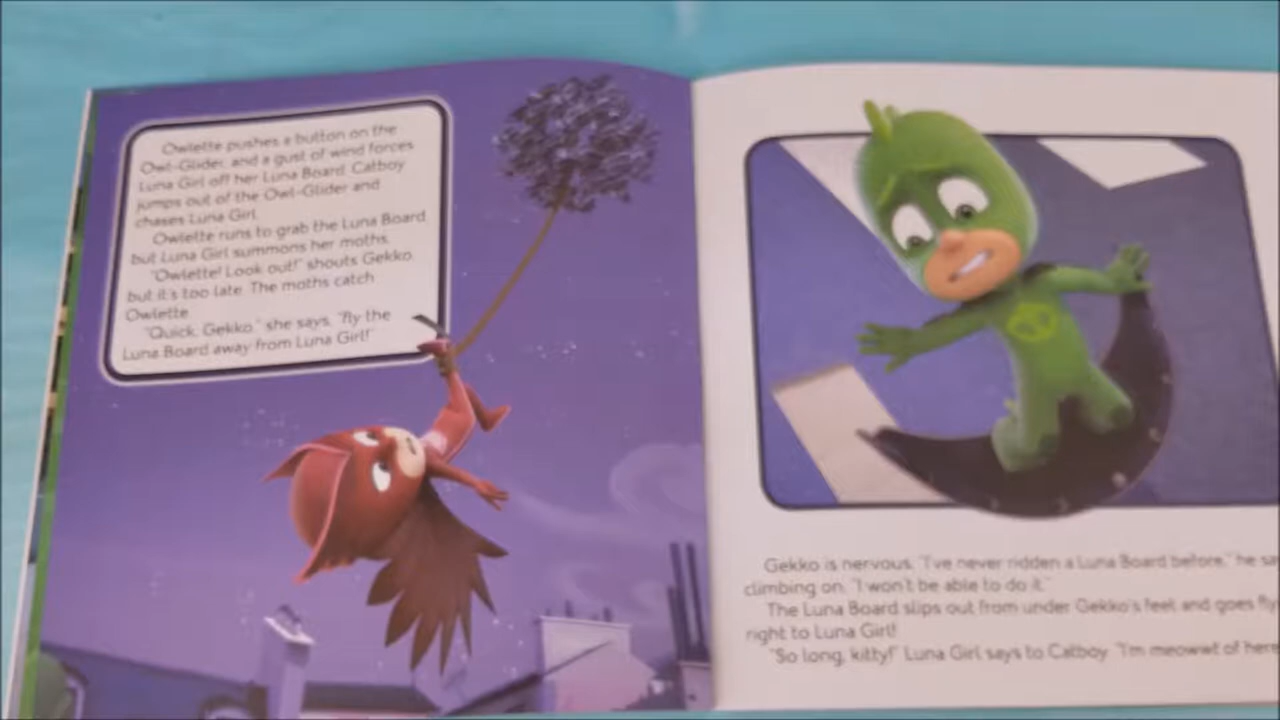 Owlette pushes a button on the
Owl-Glider, and a gust of wind forces
Luna Girl off her Luna Board. Catboy
jumps out of the Owl-Glider and
chases Luna Girl.
Owlette runs to grab the Luna Board
but Luna Girl summons her moths.
"Owlette! Look out!" shouts Gekko,
but it's too late. The moths catch
Owlette.
"Quick, Gekko," she says, "fly the
Luna Board away from Luna Girl!"
Gekko is nervous. "I've never ridden a Luna Board before," he sa
climbing on. "I won't be able to do it."
The Luna Board slips out from under Gekko's feet and goes fly
right to Luna Girl!
"So long, kitty!" Luna Girl says to Catboy. "I'm meowwt of here